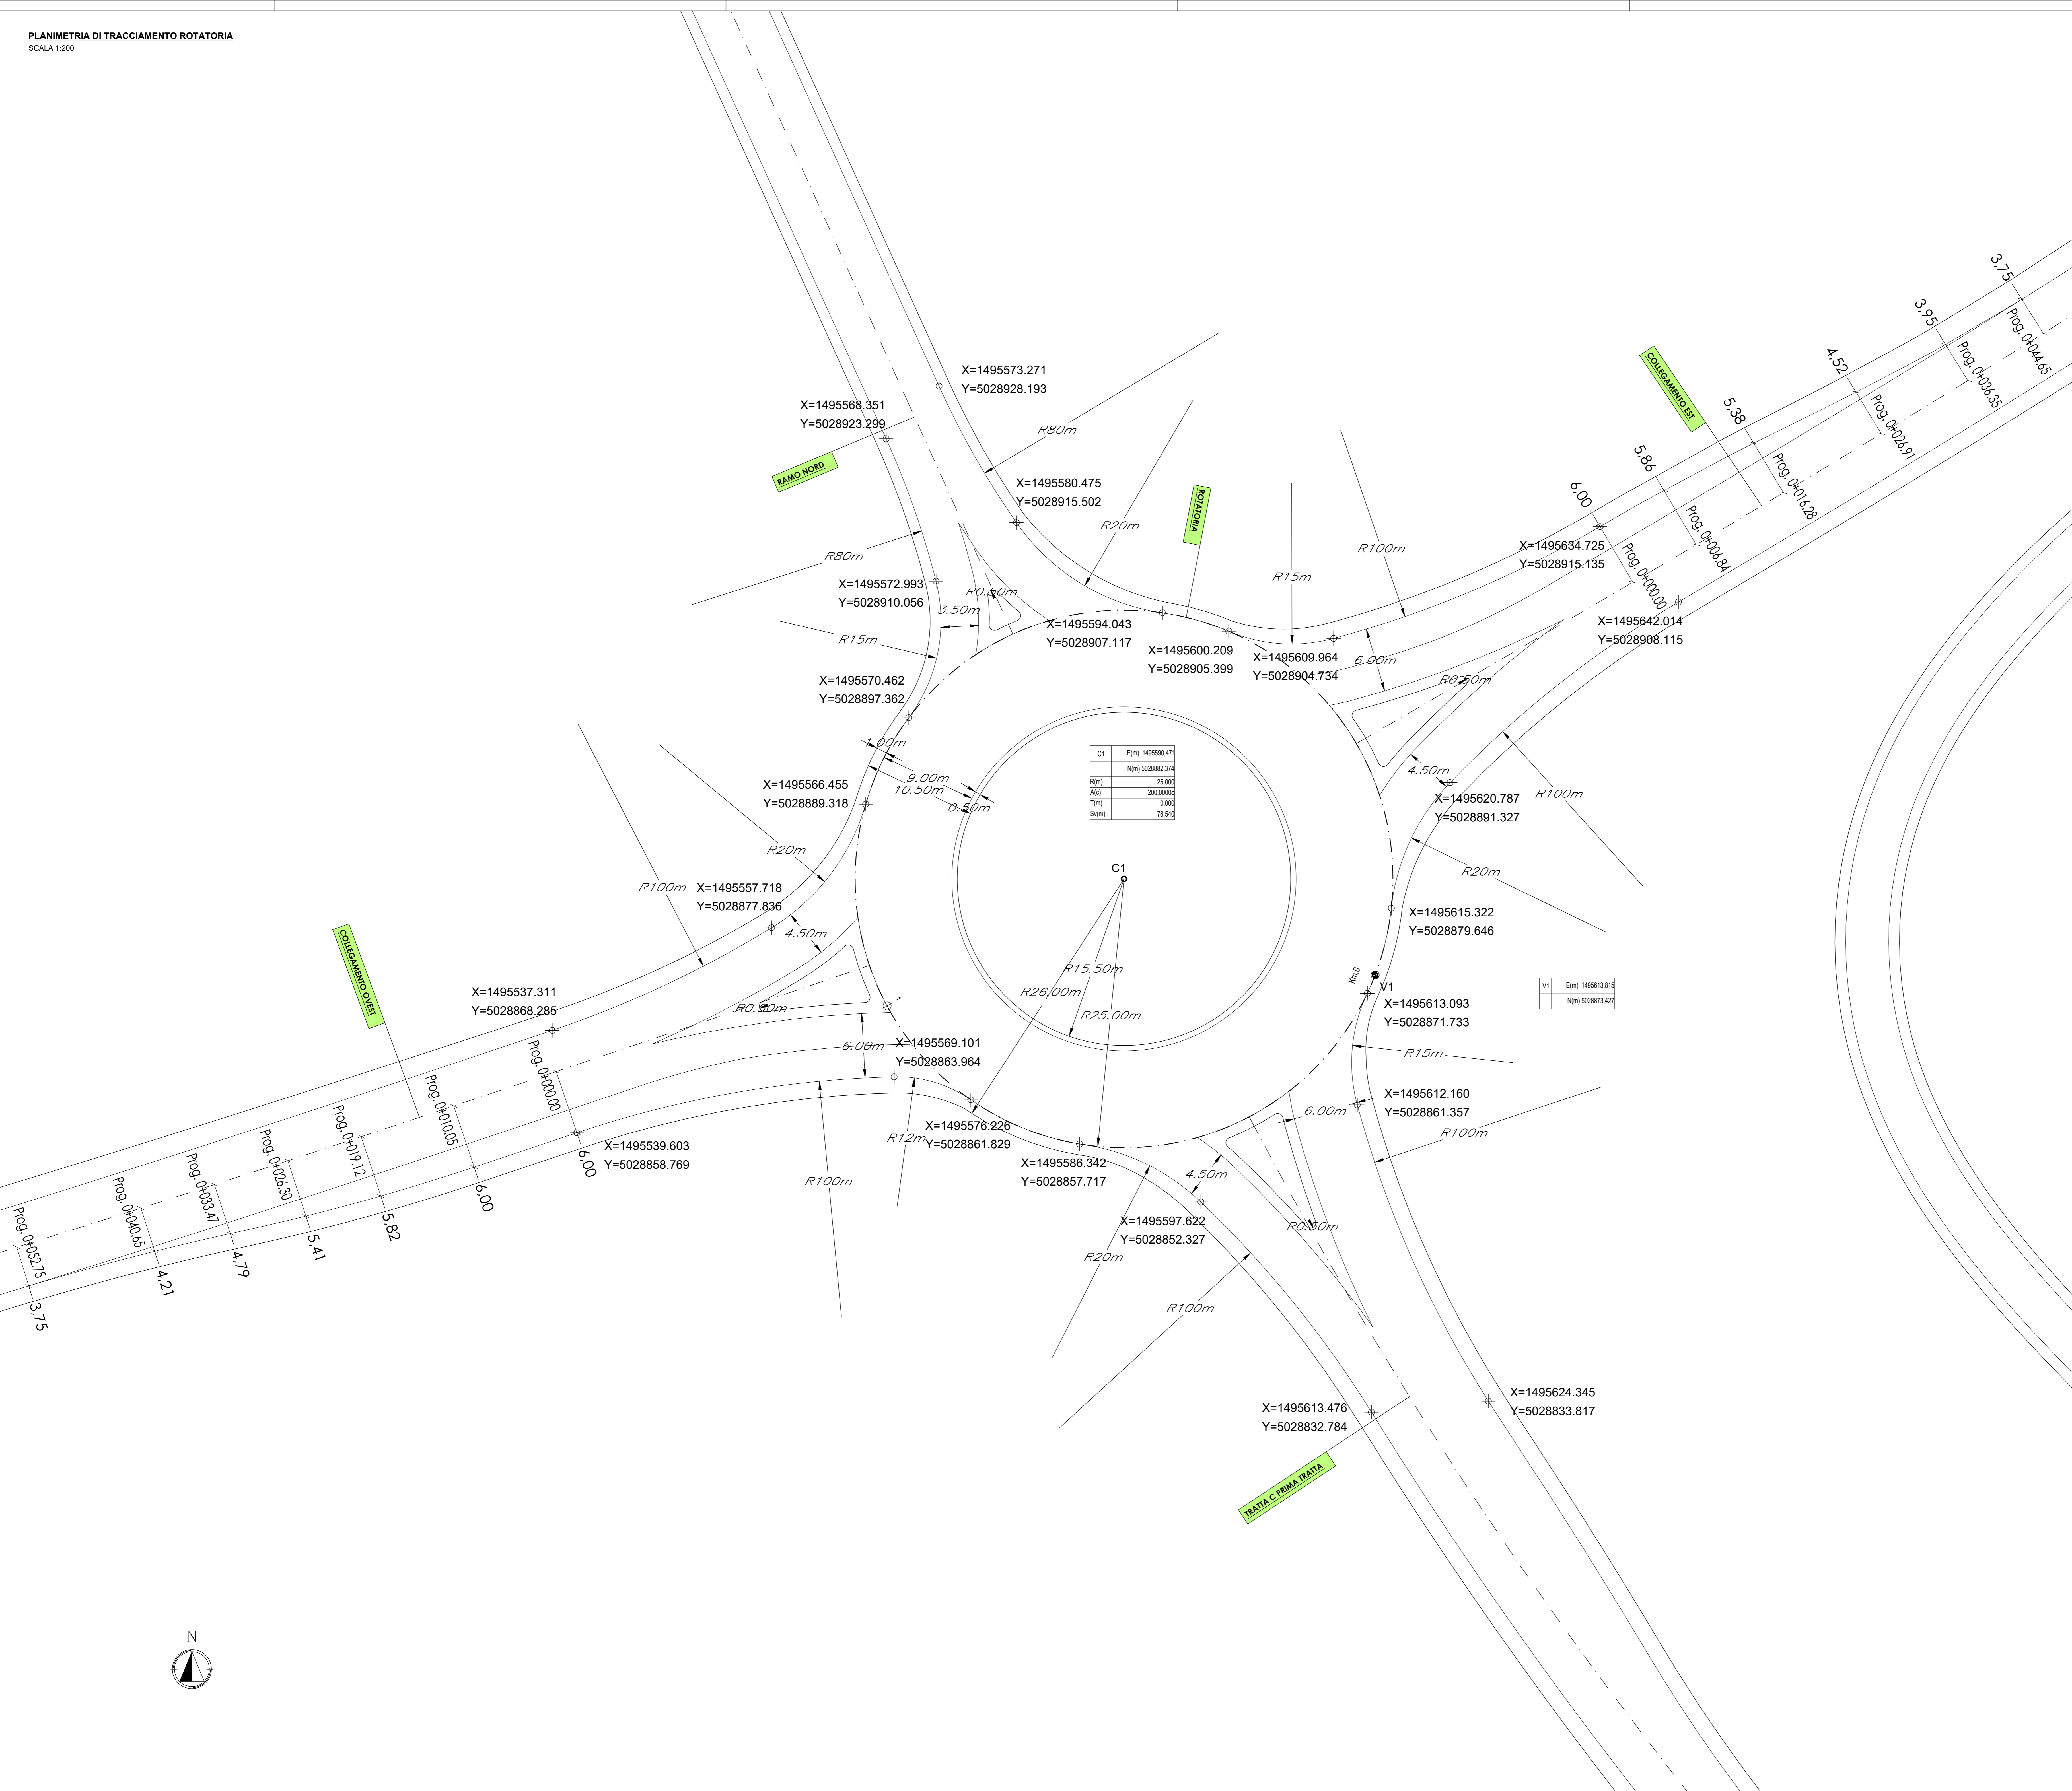 PLANIMETRIA DI TRACCIAMENTO ROTATORIA
SCALA 1:200
X=1495573.271
Y=5028928.193
X=1495568.351
Y=5028923.299
RAMO NORD
R80m
X=1495580.475
Y=5028915.502
R20m
ROTATORIA
R80m
X=1495572.993
Y=5028910.056
R0.50m
3.50m
R15m
X=1495594.043
Y=5028907.117
X=1495600.209
Y=5028905.399
X=1495609.964
Y=5028904.734
R15m
R100m
6.00m
X=1495634.725
Y=5028915.135
X=1495642.014
Y=5028908.115
COLLEGAMENTO EST
3,75
Prog. 0+044.65
3,95
Prog. 0+036.35
4,52
Prog. 0+026.91
5,38
Prog. 0+016.28
5,86
Prog. 0+006.84
6,00
Prog. 0+000.00
R0.50m
4.50m
X=1495620.787
Y=5028891.327
R100m
R20m
X=1495570.462
Y=5028897.362
1.00m
9.00m
10.50m
0.50m
X=1495566.455
Y=5028889.318
R20m
R100m
X=1495557.718
Y=5028877.836
4.50m
C1 E(m) 1495590,471
N(m) 5028882,374
R(m) 25,000
A(c) 200,0000c
T(m) 0,000
Sv(m) 78,540
C1
R15.50m
R26.00m
R25.00m
X=1495615.322
Y=5028879.646
Km.0
V1
V1 E(m) 1495613,815
N(m) 5028873,427
X=1495613.093
Y=5028871.733
R15m
X=1495612.160
Y=5028861.357
R100m
6.00m
COLLEGAMENTO OVEST
X=1495537.311
Y=5028868.285
R0.50m
6.00m
X=1495569.101
Y=5028863.964
X=1495576.226
Y=5028861.829
R12m
R100m
X=1495539.603
Y=5028858.769
Prog. 0+000.00
6,00
Prog. 0+010.05
6,00
Prog. 0+019.12
5,82
Prog. 0+026.30
5,41
Prog. 0+033.47
4,79
Prog. 0+040.65
4,21
Prog. 0+052.75
3,75
X=1495586.342
Y=5028857.717
4.50m
X=1495597.622
Y=5028852.327
R0.50m
R20m
R100m
X=1495624.345
Y=5028833.817
X=1495613.476
Y=5028832.784
TRATTA C PRIMA TRATTA
N